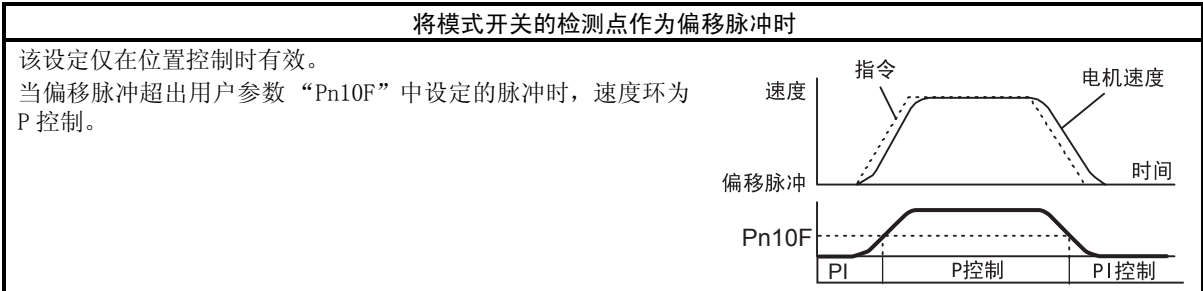 将模式开关的检测点作为偏移脉冲时
该设定仅在位置控制时有效。
当偏移脉冲超出用户参数“Pn10F”中设定的脉冲时，速度环为
P 控制。
指令
速度
电机速度
时间
偏移脉冲
Pn10F
PI
P控制
PI控制